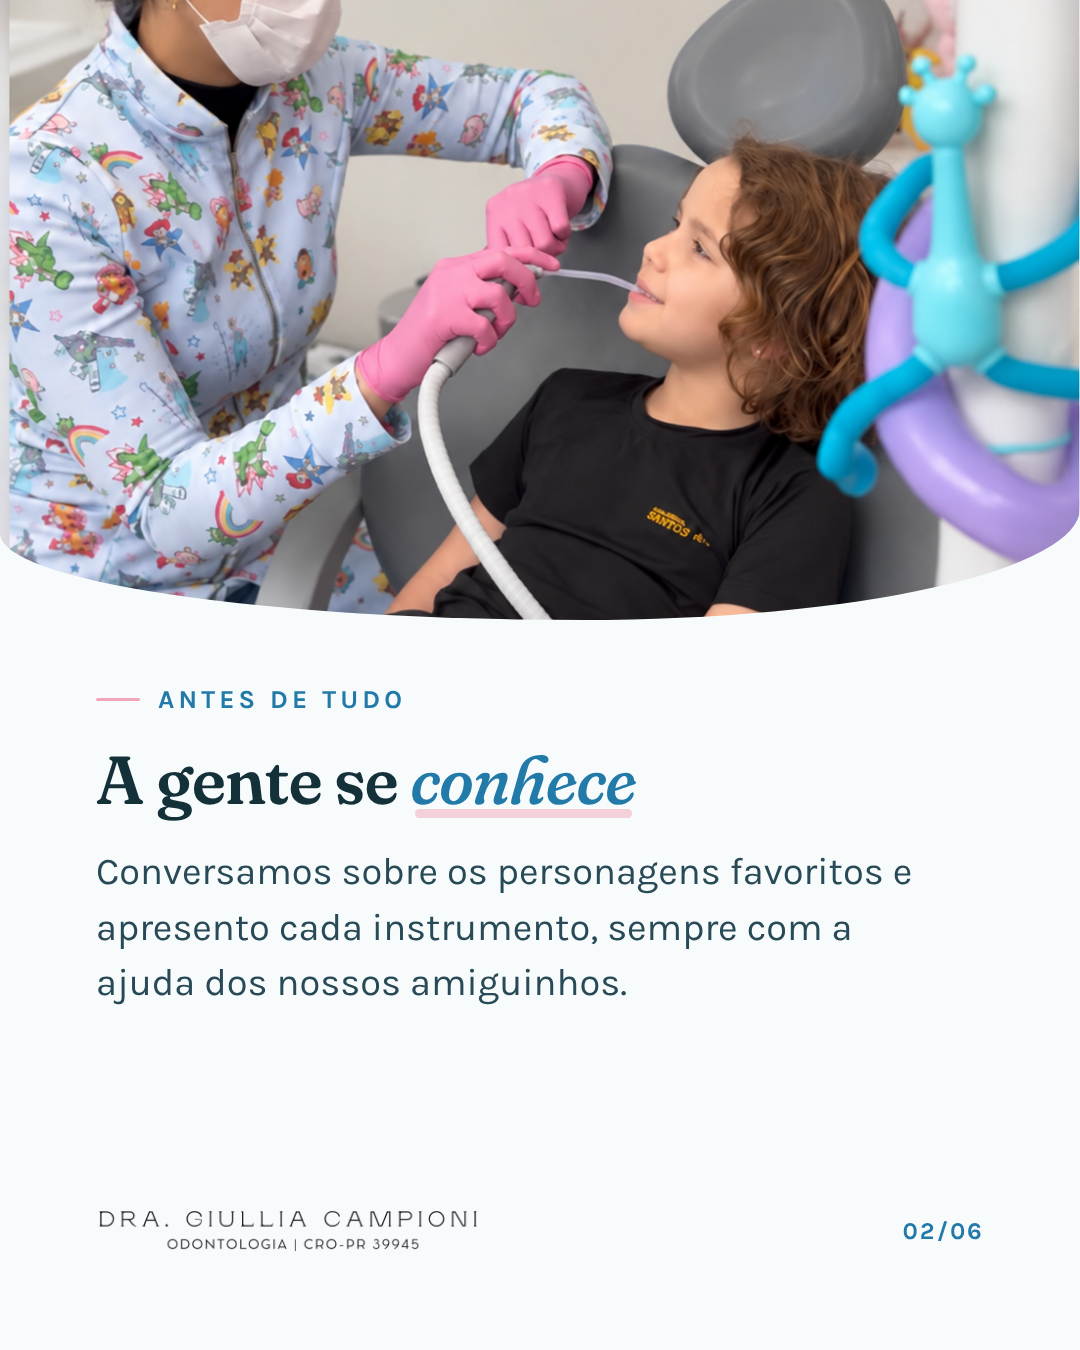 SANTOS
ANTES DE TUDO
A gente se conhece
Conversamos sobre os personagens favoritos e
apresento cada instrumento, sempre com a
ajuda dos nossos amiguinhos.
DRA. GIULLIA CAMPIONI
ODONTOLOGIA | CRO-PR 39945
02/06